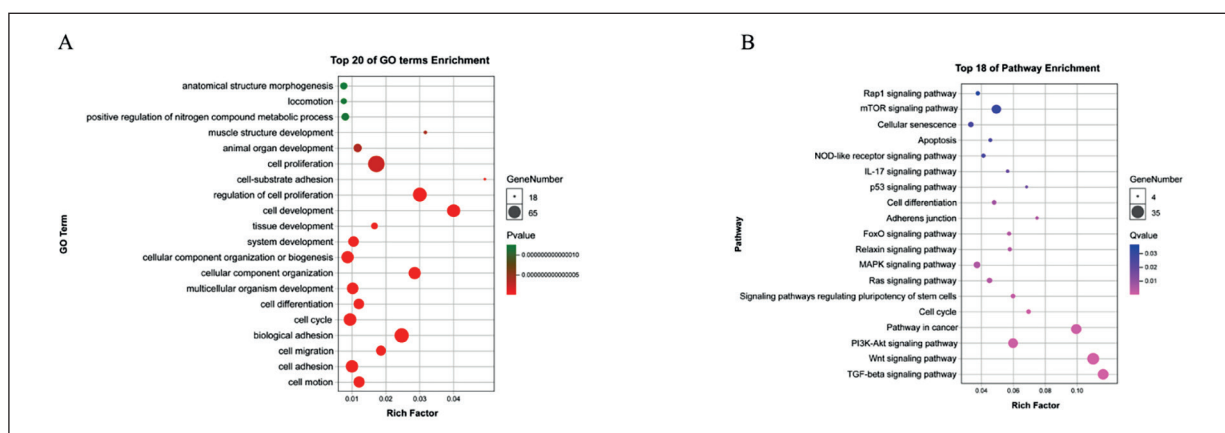 A
Top 20 of GO terms Enrichment
GO Term
anatomical structure morphogenesis
locomotion
positive regulation of nitrogen compound metabolic process
muscle structure development
animal organ development
cell proliferation
cell-substrate adhesion
regulation of cell proliferation
cell development
tissue development
system development
cellular component organization or biogenesis
cellular component organization
multicellular organism development
cell differentiation
cell cycle
biological adhesion
cell migration
cell adhesion
cell motion
0.01 0.02 0.03 0.04
Rich Factor
GeneNumber
18
65
Pvalue
0.000000000000010
0.000000000000005
B
Top 18 of Pathway Enrichment
Pathway
Rap1 signaling pathway
mTOR signaling pathway
Cellular senescence
Apoptosis
NOD-like receptor signaling pathway
IL-17 signaling pathway
p53 signaling pathway
Cell differentiation
Adherens junction
FoxO signaling pathway
Relaxin signaling pathway
MAPK signaling pathway
Ras signaling pathway
Signaling pathways regulating pluripotency of stem cells
Cell cycle
Pathway in cancer
PI3K-Akt signaling pathway
Wnt signaling pathway
TGF-beta signaling pathway
0.04 0.06 0.08 0.10
Rich Factor
GeneNumber
4
35
Qvalue
0.03
0.02
0.01